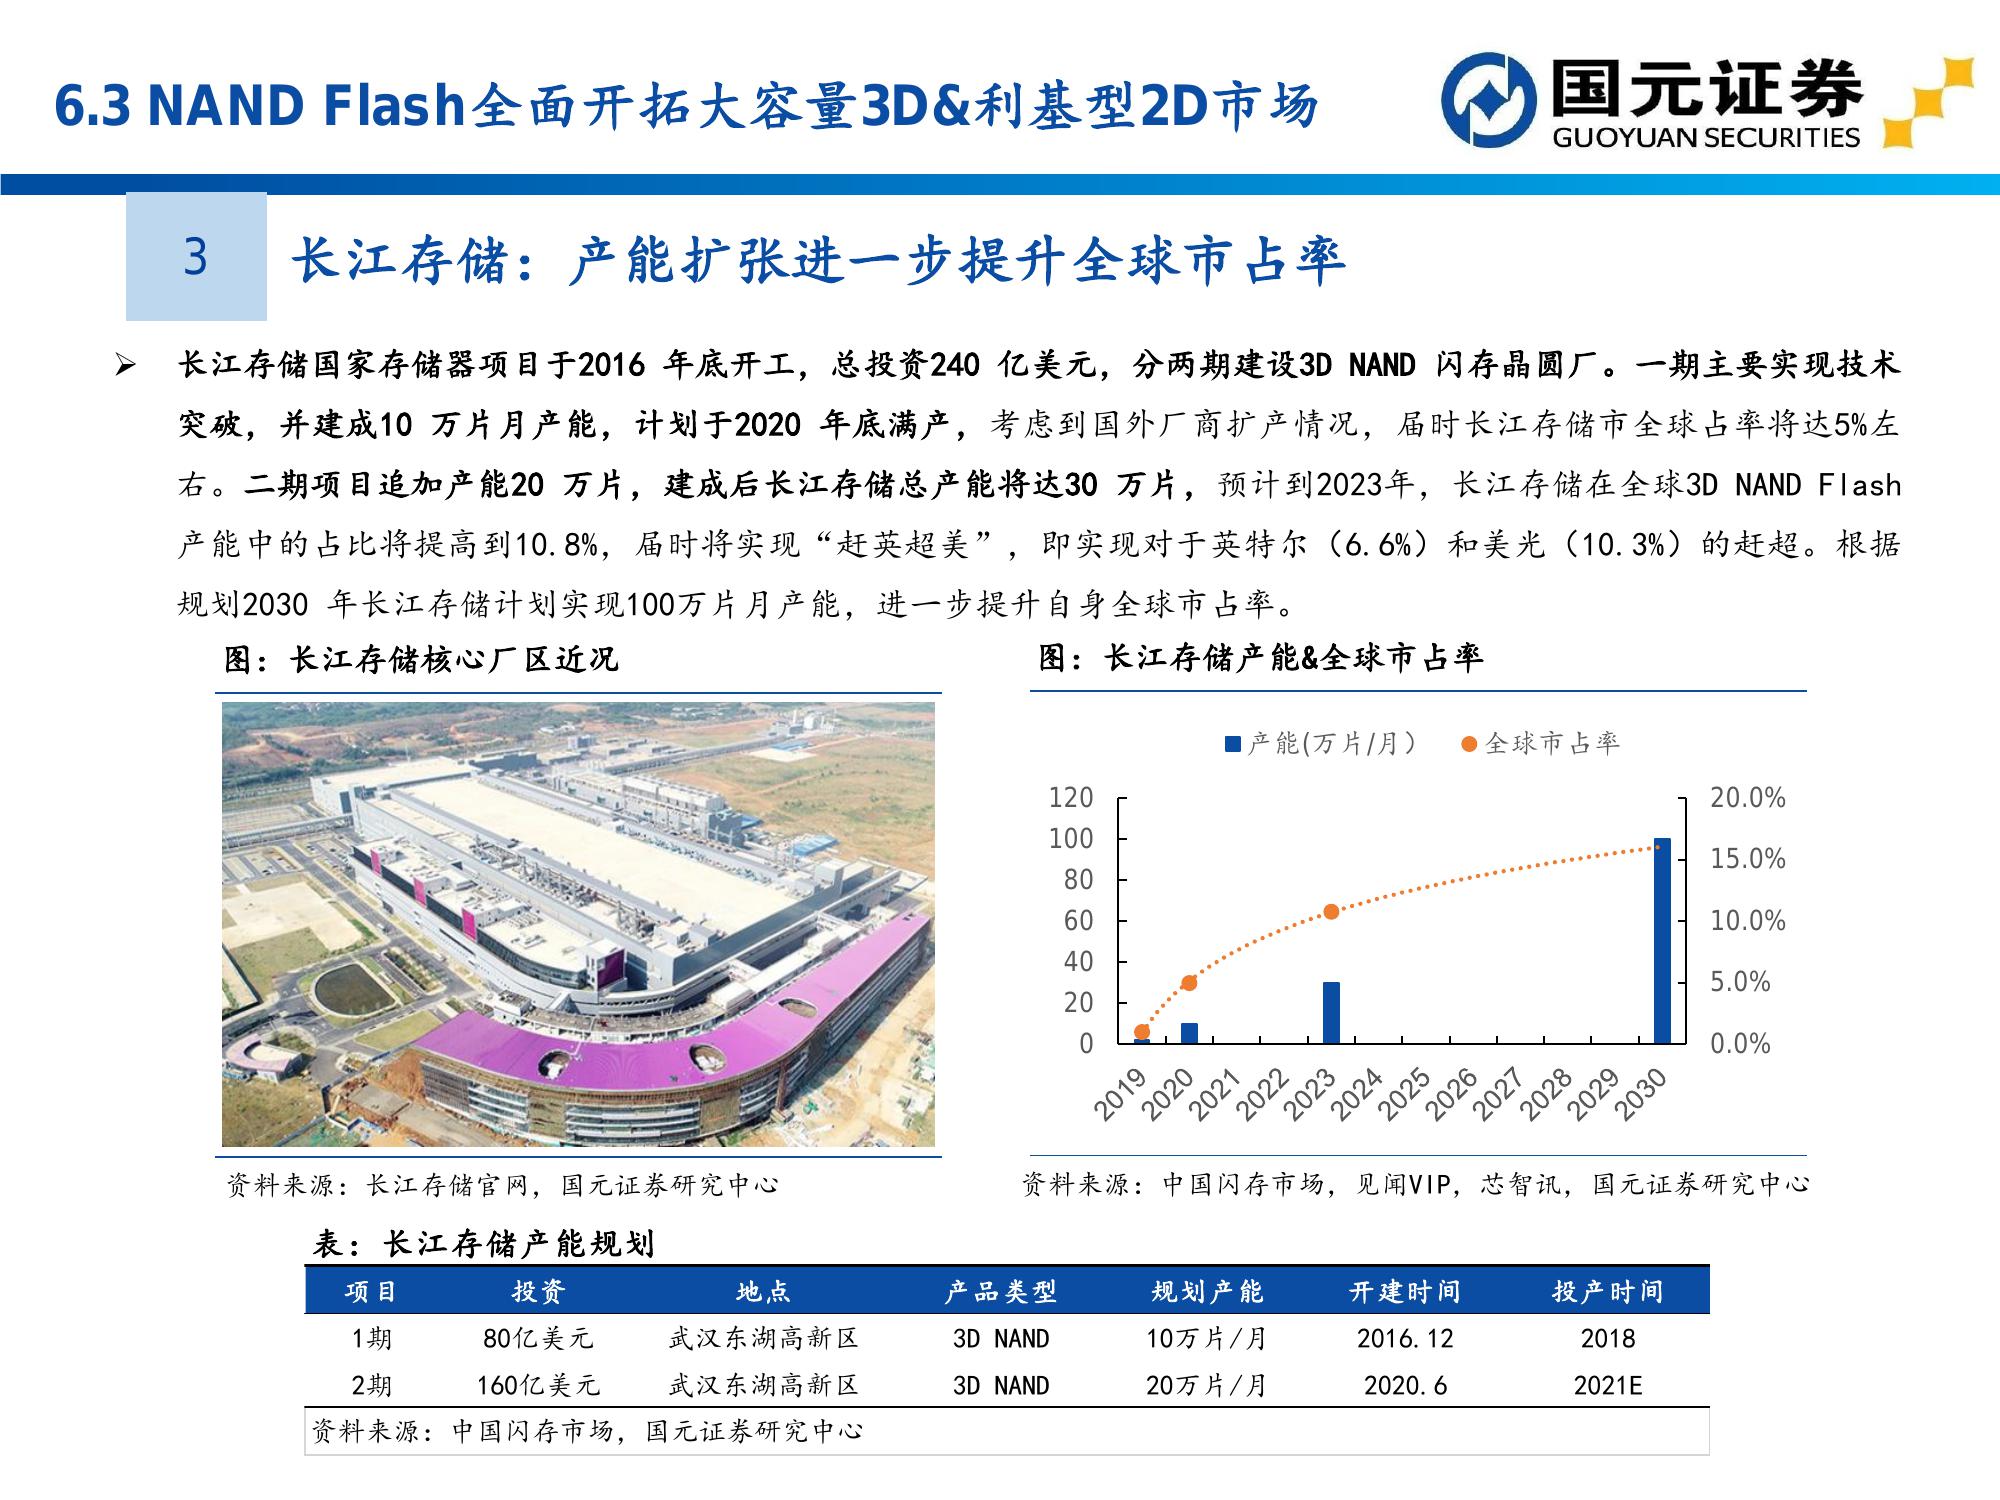 6.3 NAND Flash全面开拓大容量3D&利基型2D市场
国元证券
GUOYUAN SECURITIES
3
长江存储：产能扩张进一步提升全球市占率
➢ 长江存储国家存储器项目于2016 年底开工，总投资240 亿美元，分两期建设3D NAND 闪存晶圆厂。一期主要实现技术
突破，并建成10 万片月产能，计划于2020 年底满产，考虑到国外厂商扩产情况，届时长江存储市全球占率将达5%左
右。二期项目追加产能20 万片，建成后长江存储总产能将达30 万片，预计到2023年，长江存储在全球3D NAND Flash
产能中的占比将提高到10.8%，届时将实现“赶英超美”，即实现对于英特尔（6.6%）和美光（10.3%）的赶超。根据
规划2030 年长江存储计划实现100万片月产能，进一步提升自身全球市占率。
图：长江存储核心厂区近况
资料来源：长江存储官网，国元证券研究中心
图：长江存储产能&全球市占率
产能(万片/月） 全球市占率
120
100
80
60
40
20
0
20.0%
15.0%
10.0%
5.0%
0.0%
2019 2020 2021 2022 2023 2024 2025 2026 2027 2028 2029 2030
资料来源：中国闪存市场，见闻VIP，芯智讯，国元证券研究中心
表：长江存储产能规划
项目 投资 地点 产品类型 规划产能 开建时间 投产时间
1期 80亿美元 武汉东湖高新区 3D NAND 10万片/月 2016.12 2018
2期 160亿美元 武汉东湖高新区 3D NAND 20万片/月 2020.6 2021E
资料来源：中国闪存市场，国元证券研究中心